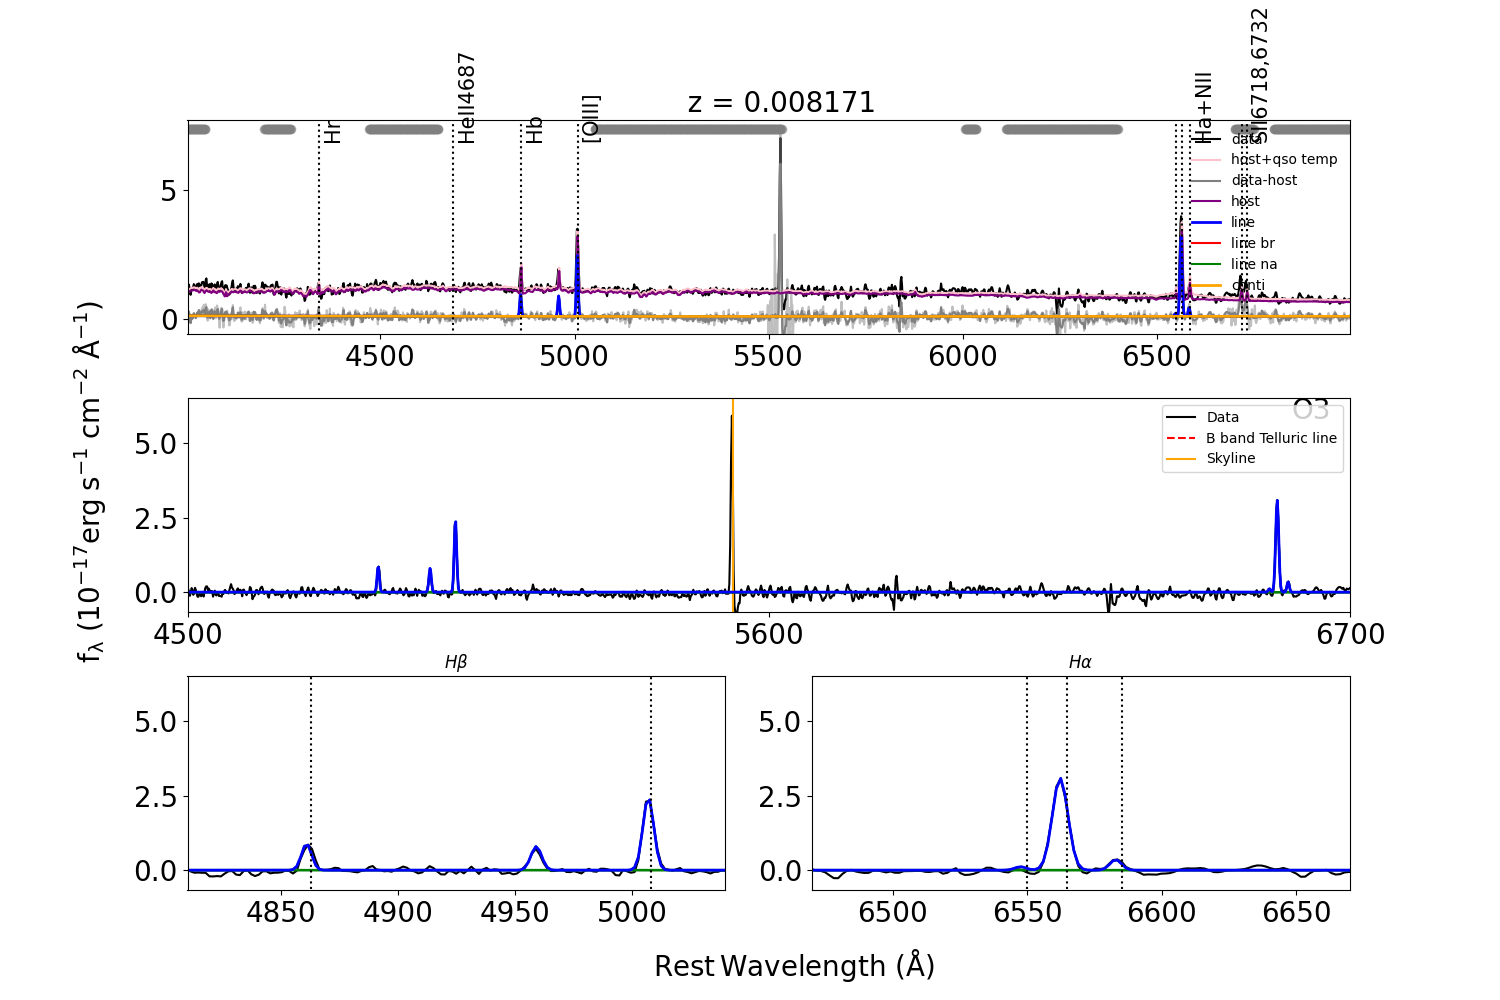 z = 0.008171
Hr
HeII4687
Hb
[OIII]
Ha+NII
SII6718,6732
data
host+qso temp
data-host
host
line
line br
line na
conti
5
0
4500 5000 5500 6000 6500
f_λ (10^{-17} erg s^{-1} cm^{-2} Å^{-1})
O3
Data
B band Telluric line
Skyline
5.0
2.5
0.0
4500 5600 6700
Hβ
5.0
2.5
0.0
4850 4900 4950 5000
Hα
5.0
2.5
0.0
6500 6550 6600 6650
Rest Wavelength (Å)